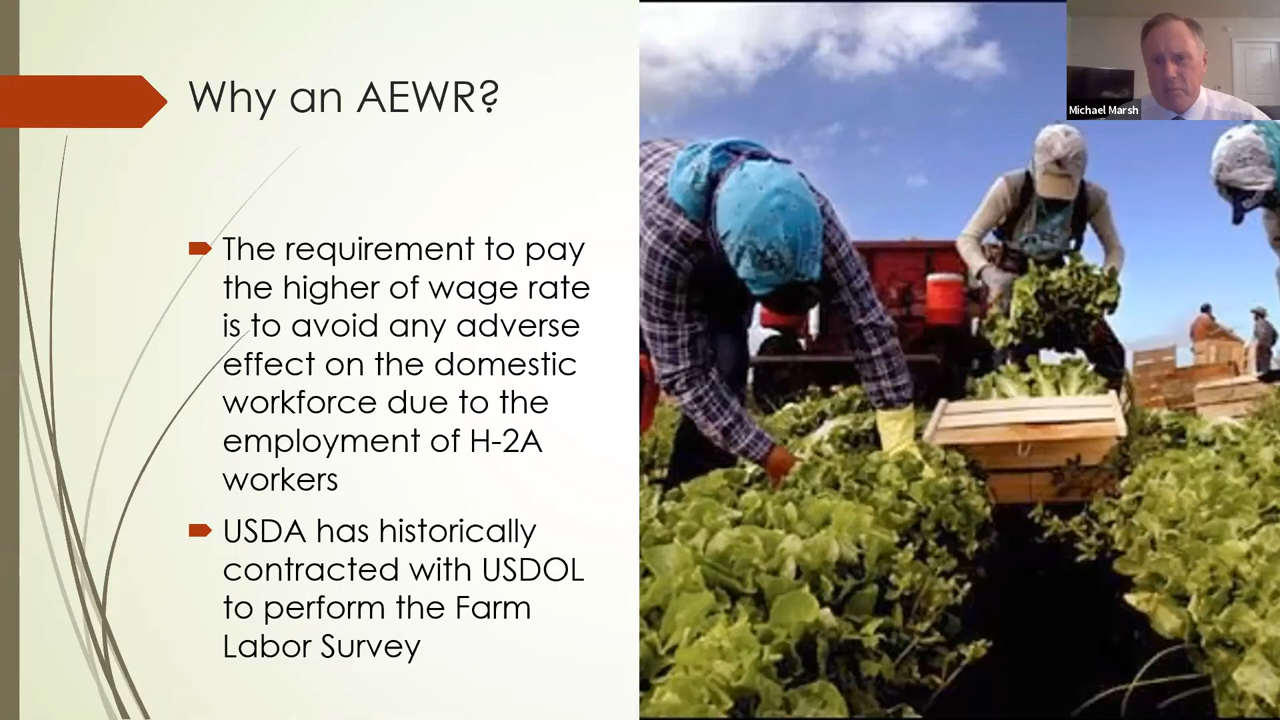 Why an AEWR?
The requirement to pay
the higher of wage rate
is to avoid any adverse
effect on the domestic
workforce due to the
employment of H-2A
workers
USDA has historically
contracted with USDOL
to perform the Farm
Labor Survey
Michael Marsh